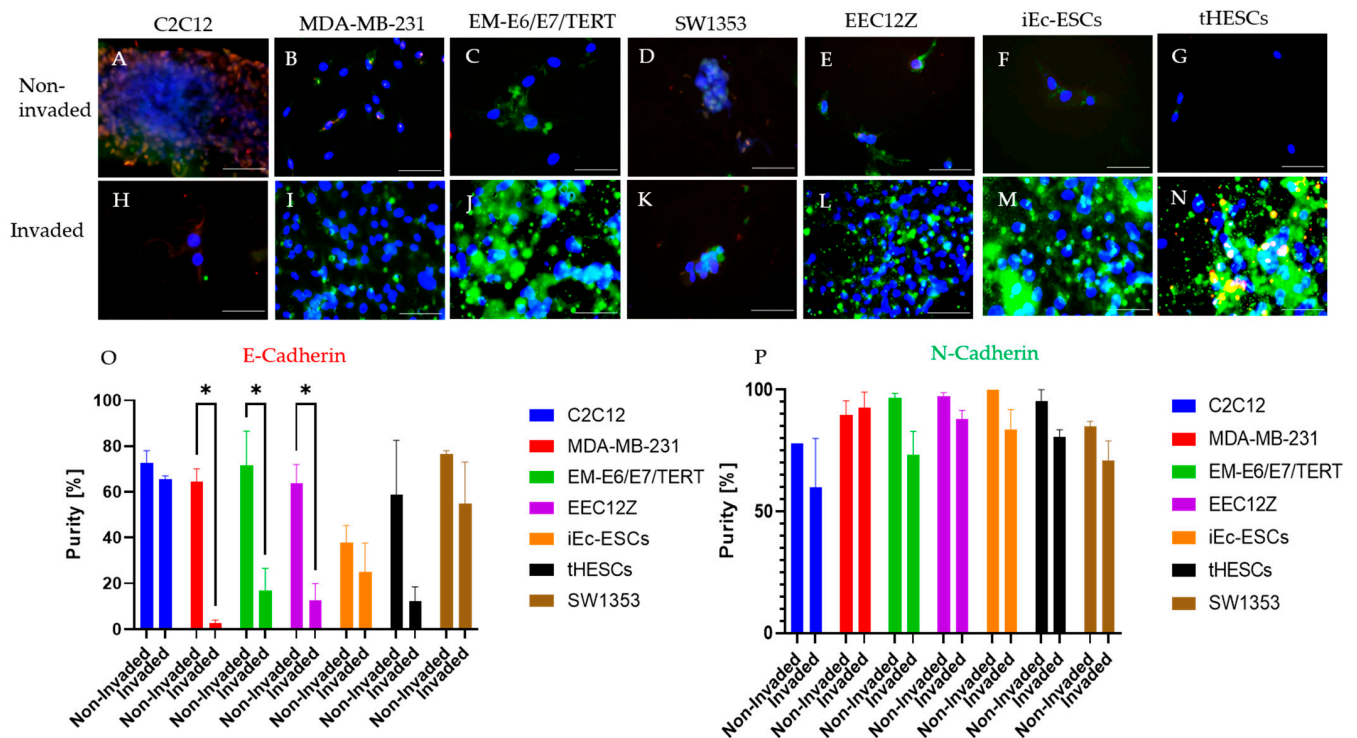 C2C12 MDA-MB-231 EM-E6/E7/TERT SW1353 EEC12Z iEc-ESCs tHESCs
Non-
invaded
A B C D E F G
Invaded
H I J K L M N
O E-Cadherin
Purity [%]
100
80
60
40
20
0
* * *
Non-Invaded
Invaded
Non-Invaded
Invaded
Non-Invaded
Invaded
Non-Invaded
Invaded
Non-Invaded
Invaded
Non-Invaded
Invaded
Non-Invaded
Invaded
C2C12
MDA-MB-231
EM-E6/E7/TERT
EEC12Z
iEc-ESCs
tHESCs
SW1353
P N-Cadherin
Purity [%]
100
50
0
Non-Invaded
Invaded
Non-Invaded
Invaded
Non-Invaded
Invaded
Non-Invaded
Invaded
Non-Invaded
Invaded
Non-Invaded
Invaded
Non-Invaded
Invaded
C2C12
MDA-MB-231
EM-E6/E7/TERT
EEC12Z
iEc-ESCs
tHESCs
SW1353